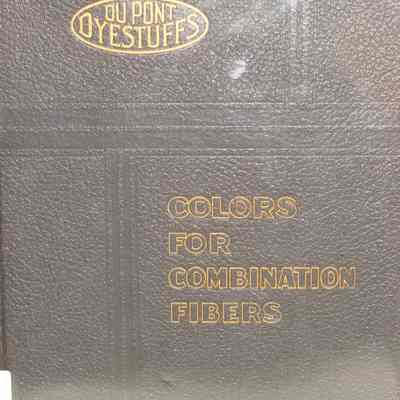 DU PONT
DYESTUFFS
COLORS
FOR
COMBINATION
FIBERS